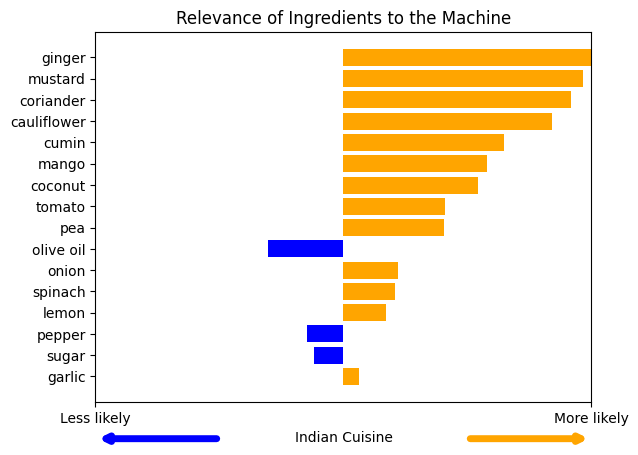 Relevance of Ingredients to the Machine
ginger
mustard
coriander
cauliflower
cumin
mango
coconut
tomato
pea
olive oil
onion
spinach
lemon
pepper
sugar
garlic
Less likely
More likely
Indian Cuisine